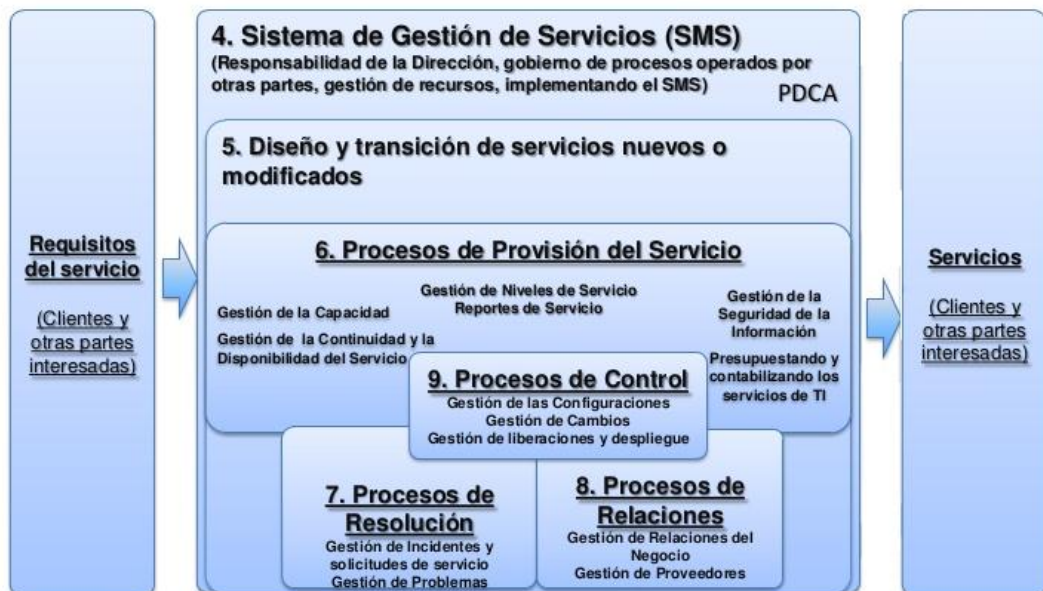 Requisitos
del servicio
(Clientes y
otras partes
interesadas)
4. Sistema de Gestión de Servicios (SMS)
(Responsabilidad de la Dirección, gobierno de procesos operados por
otras partes, gestión de recursos, implementando el SMS)
PDCA
5. Diseño y transición de servicios nuevos o
modificados
6. Procesos de Provisión del Servicio
Gestión de la Capacidad
Gestión de la Continuidad y la
Disponibilidad del Servicio
Gestión de Niveles de Servicio
Reportes de Servicio
Gestión de la
Seguridad de la
Información
Presupuestando y
contabilizando los
servicios de TI
9. Procesos de Control
Gestión de las Configuraciones
Gestión de Cambios
Gestión de liberaciones y despliegue
7. Procesos de
Resolución
Gestión de Incidentes y
solicitudes de servicio
Gestión de Problemas
8. Procesos de
Relaciones
Gestión de Relaciones del
Negocio
Gestión de Proveedores
Servicios
(Clientes y
otras partes
interesadas)